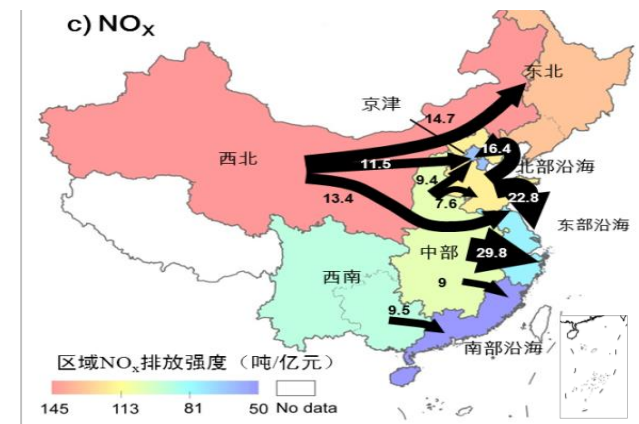 c) NOX
东北
京津
14.7
16.4
西北
11.5
北部沿海
9.4
13.4
7.6
22.8
东部沿海
中部
29.8
西南
9
9.5
南部沿海
区域NOx排放强度（吨/亿元）
145 113 81 50 No data